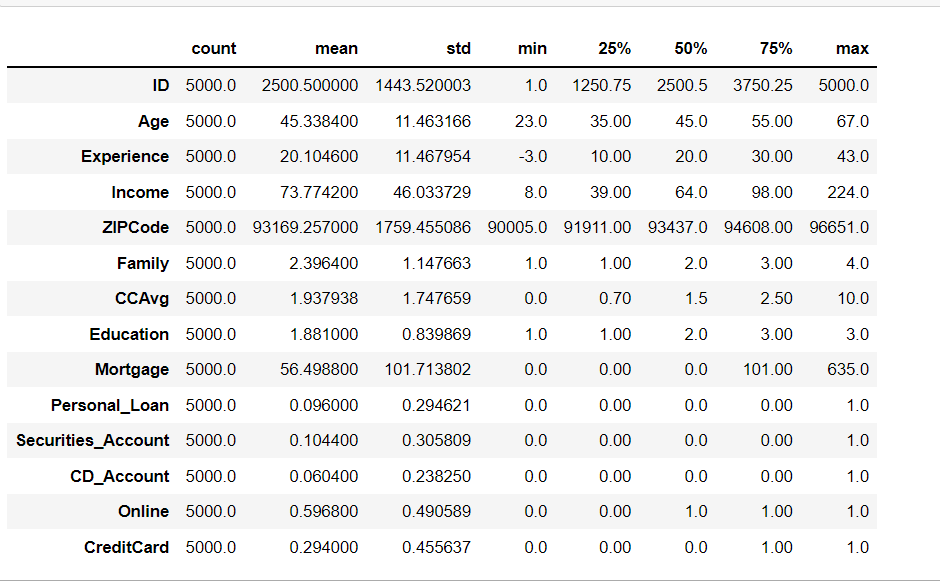 count mean std min 25% 50% 75% max
ID 5000.0 2500.500000 1443.520003 1.0 1250.75 2500.5 3750.25 5000.0
Age 5000.0 45.338400 11.463166 23.0 35.00 45.0 55.00 67.0
Experience 5000.0 20.104600 11.467954 -3.0 10.00 20.0 30.00 43.0
Income 5000.0 73.774200 46.033729 8.0 39.00 64.0 98.00 224.0
ZIPCode 5000.0 93169.257000 1759.455086 90005.0 91911.00 93437.0 94608.00 96651.0
Family 5000.0 2.396400 1.147663 1.0 1.00 2.0 3.00 4.0
CCAvg 5000.0 1.937938 1.747659 0.0 0.70 1.5 2.50 10.0
Education 5000.0 1.881000 0.839869 1.0 1.00 2.0 3.00 3.0
Mortgage 5000.0 56.498800 101.713802 0.0 0.00 0.0 101.00 635.0
Personal_Loan 5000.0 0.096000 0.294621 0.0 0.00 0.0 0.00 1.0
Securities_Account 5000.0 0.104400 0.305809 0.0 0.00 0.0 0.00 1.0
CD_Account 5000.0 0.060400 0.238250 0.0 0.00 0.0 0.00 1.0
Online 5000.0 0.596800 0.490589 0.0 0.00 1.0 1.00 1.0
CreditCard 5000.0 0.294000 0.455637 0.0 0.00 0.0 1.00 1.0